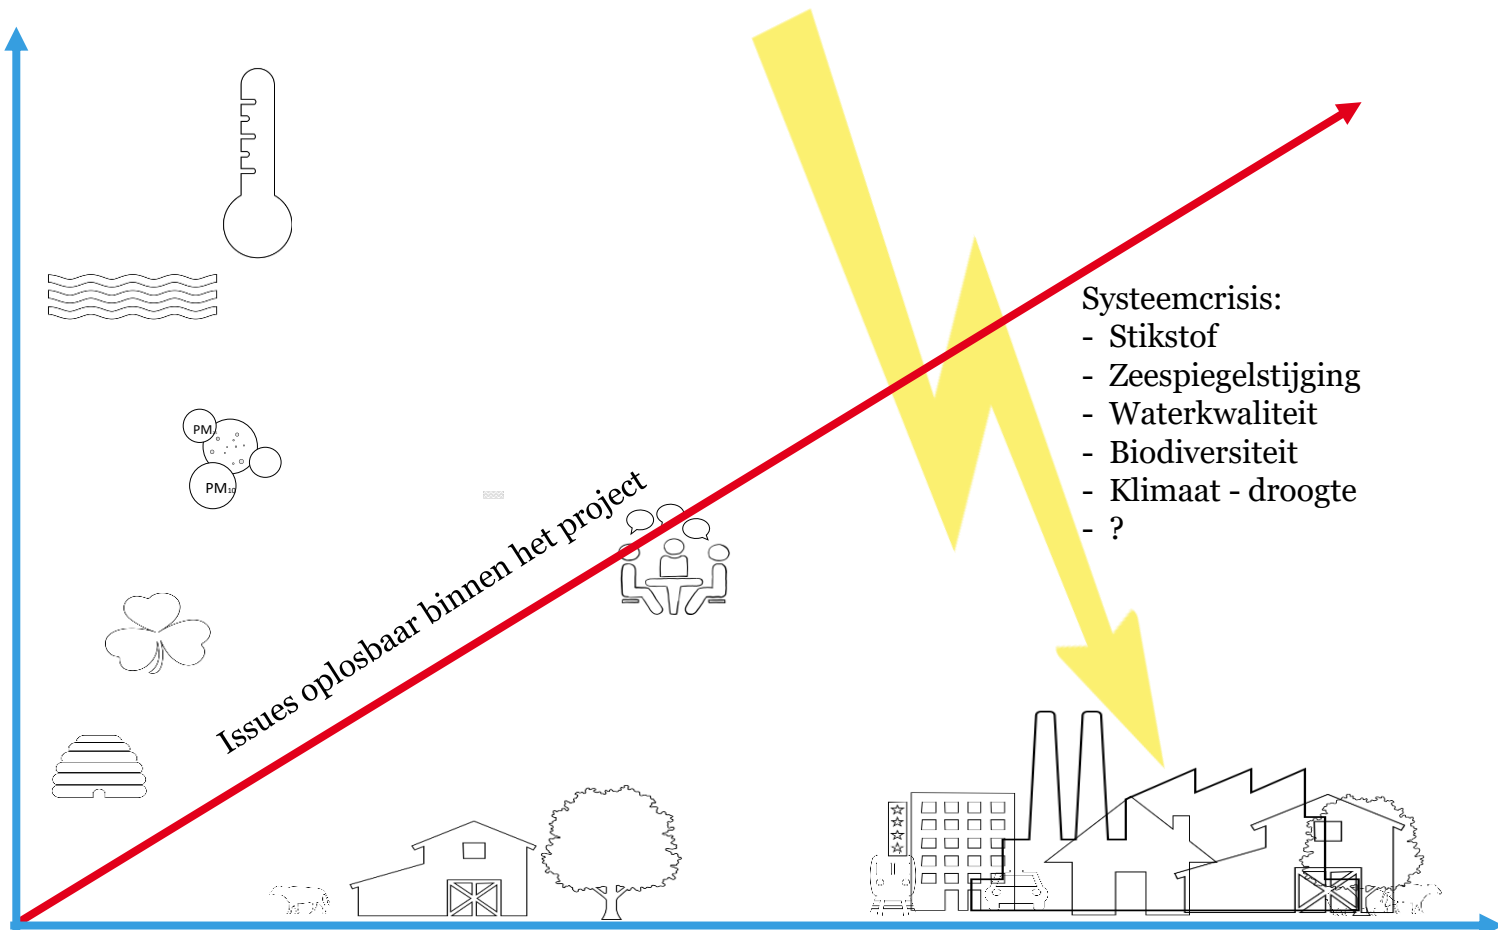 Systeemcrisis:
- Stikstof
- Zeespiegelstijging
- Waterkwaliteit
- Biodiversiteit
- Klimaat - droogte
- ?
PM
PM10
Issues oplosbaar binnen het project